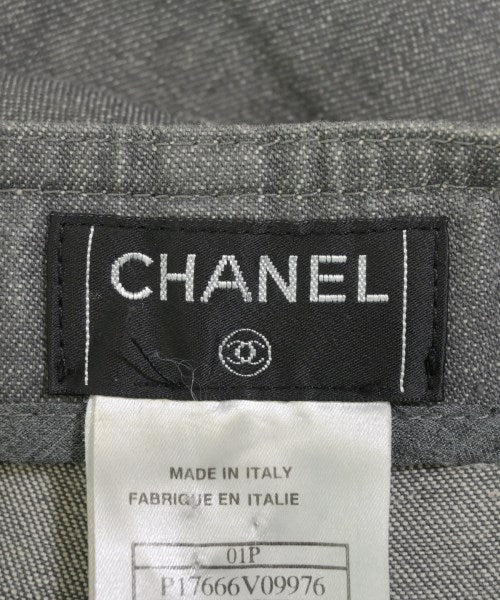 CHANEL
MADE IN ITALY
FABRIQUE EN ITALIE
01P
P17666V09976